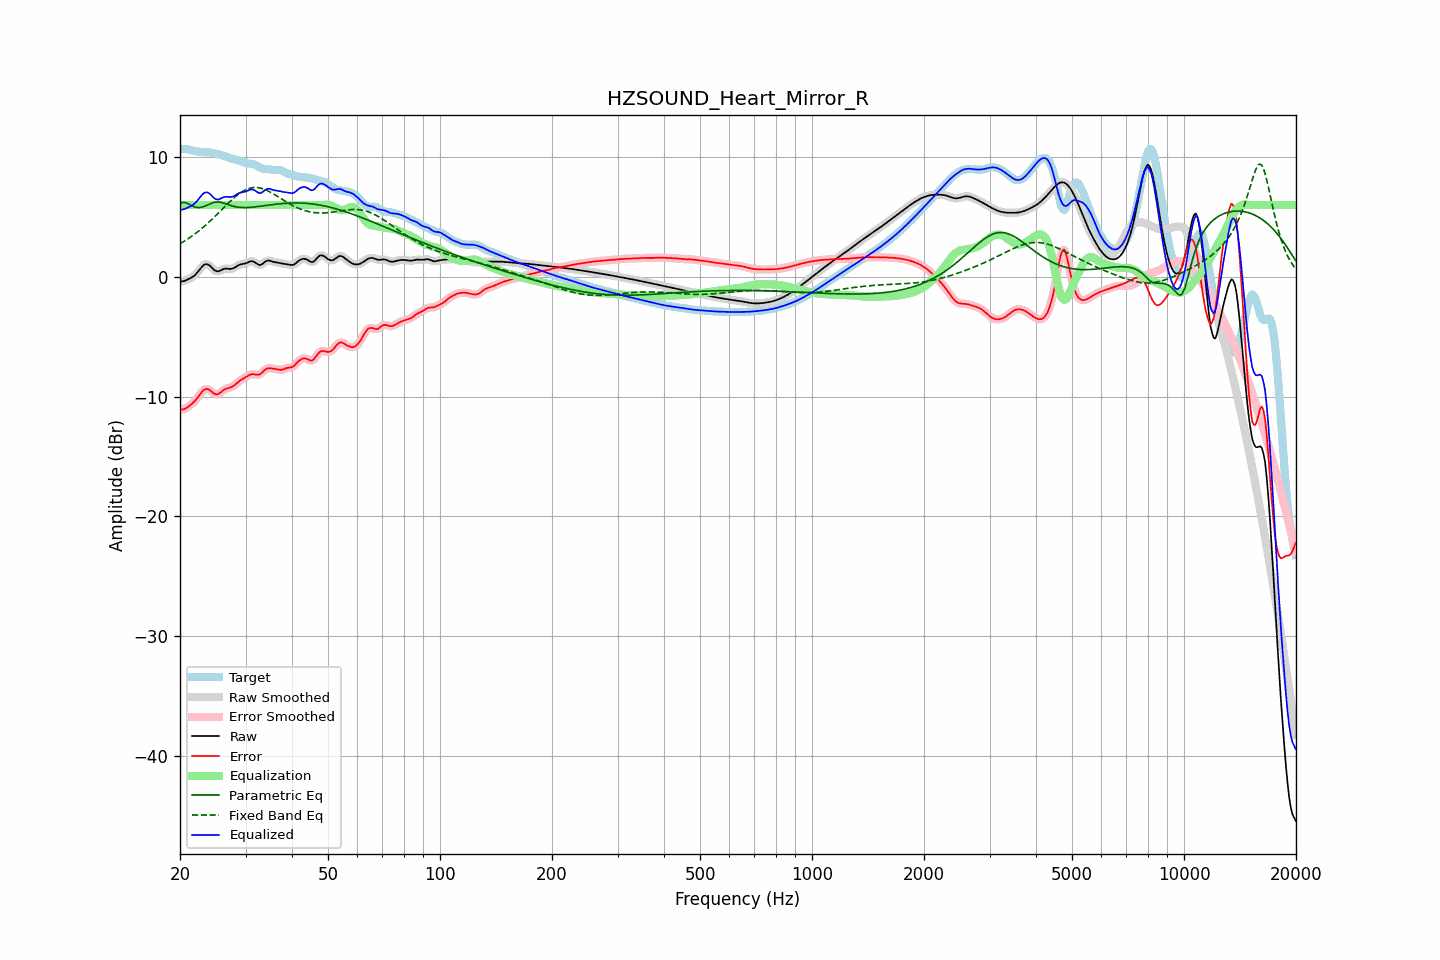 HZSOUND_Heart_Mirror_R
10
0
−10
−20
−30
−40
Amplitude (dBr)
Target
Raw Smoothed
Error Smoothed
Raw
Error
Equalization
Parametric Eq
Fixed Band Eq
Equalized
20
50
100
200
500
1000
2000
5000
10000
20000
Frequency (Hz)